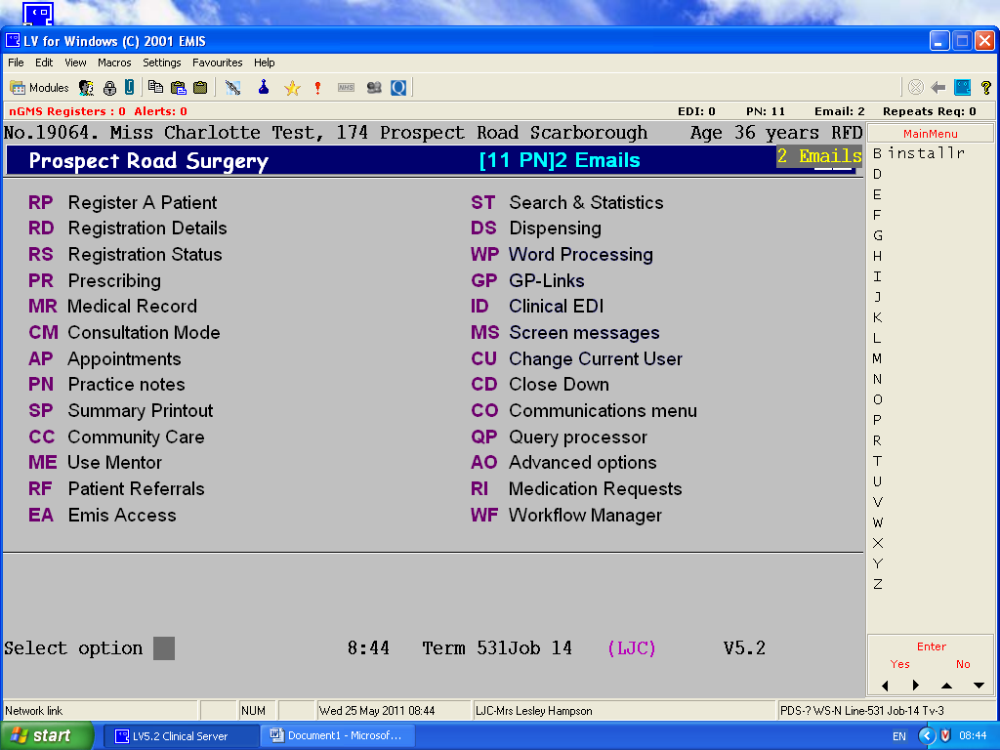 LV for Windows (C) 2001 EMIS
File Edit View Macros Settings Favourites Help
Modules NHS Q ?
nGMS Registers : 0 Alerts: 0 EDI: 0 PN: 11 Email: 2 Repeats Req: 0
No.19064. Miss Charlotte Test, 174 Prospect Road Scarborough Age 36 years RFD
MainMenu
Prospect Road Surgery [11 PN]2 Emails 2 Emails
B installr
D
E
F
G
H
I
J
K
L
M
N
O
P
R
T
U
V
W
X
Y
Z
RP Register A Patient
RD Registration Details
RS Registration Status
PR Prescribing
MR Medical Record
CM Consultation Mode
AP Appointments
PN Practice notes
SP Summary Printout
CC Community Care
ME Use Mentor
RF Patient Referrals
EA Emis Access
ST Search & Statistics
DS Dispensing
WP Word Processing
GP GP-Links
ID Clinical EDI
MS Screen messages
CU Change Current User
CD Close Down
CO Communications menu
QP Query processor
AO Advanced options
RI Medication Requests
WF Workflow Manager
Select option 8:44 Term 531Job 14 (LJC) V5.2
Enter
Yes No
Network link NUM Wed 25 May 2011 08:44 LJC-Mrs Lesley Hampson PDS-? WS-N Line-531 Job-14 Tv-3
start LV5.2 Clinical Server Document1 - Microsof... EN 08:44